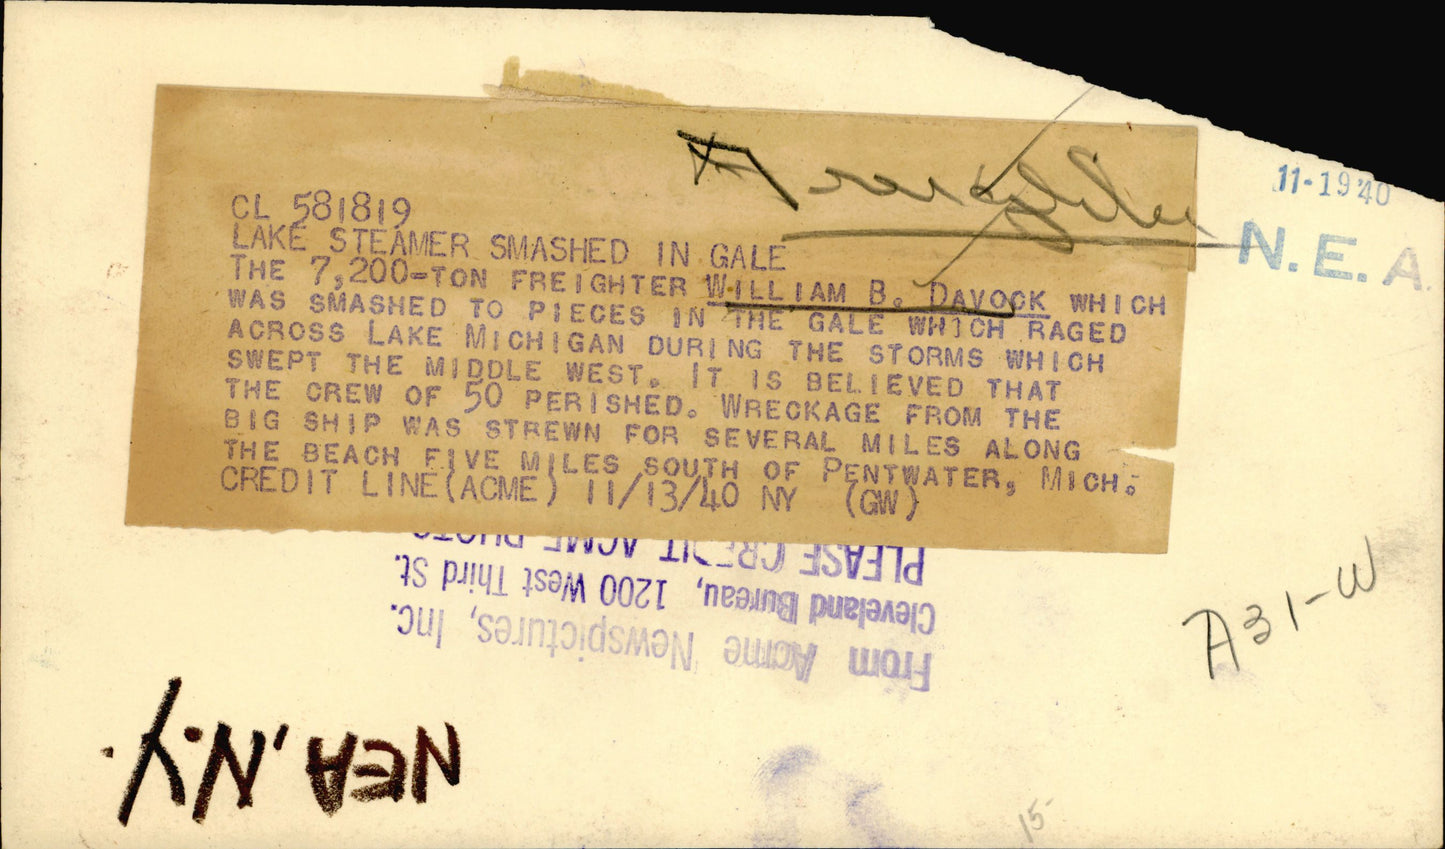 11-1940
N.E.A.
CL 581819
LAKE STEAMER SMASHED IN GALE
THE 7,200-TON FREIGHTER WILLIAM B. DAVOCK WHICH
WAS SMASHED TO PIECES IN THE GALE WHICH RAGED
ACROSS LAKE MICHIGAN DURING THE STORMS WHICH
SWEPT THE MIDDLE WEST. IT IS BELIEVED THAT
THE CREW OF 50 PERISHED. WRECKAGE FROM THE
BIG SHIP WAS STREWN FOR SEVERAL MILES ALONG
THE BEACH FIVE MILES SOUTH OF PENTWATER, MICH.
CREDIT LINE(ACME) 11/13/40 NY (GW)
From Acme Newspictures, Inc.
Cleveland Bureau, 1200 West Third St.
PLEASE CREDIT ACME PHOTO
A31-W
NEA, N.Y.
15-